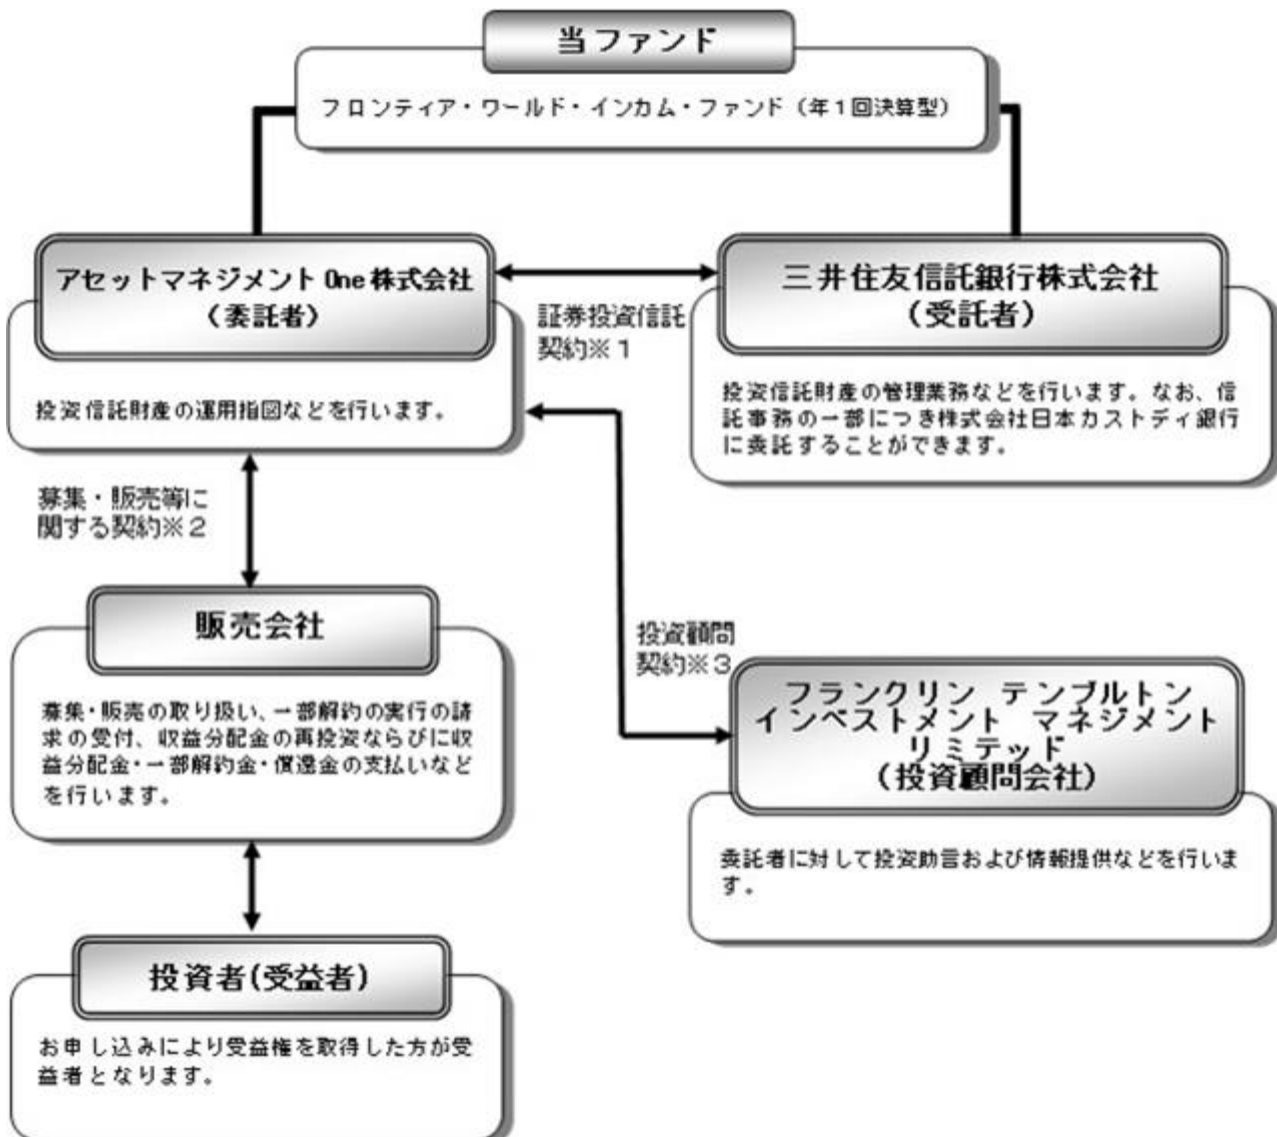 当ファンド
フロンティア・ワールド・インカム・ファンド（年１回決算型）
アセットマネジメントOne株式会社
（委託者）
投資信託財産の運用指図などを行います。
証券投資信託
契約※１
三井住友信託銀行株式会社
（受託者）
投資信託財産の管理業務などを行います。なお、信
託事務の一部につき株式会社日本カストディ銀行
に委託することができます。
募集・販売等に
関する契約※２
販売会社
募集・販売の取り扱い、一部解約の実行の請
求の受付、収益分配金の再投資ならびに収
益分配金・一部解約金・償還金の支払いなど
を行います。
投資顧問
契約※３
フランクリン テンプルトン
インベストメント マネジメント
リミテッド
（投資顧問会社）
委託者に対して投資助言および情報提供などを行いま
す。
投資者(受益者)
お申し込みにより受益権を取得した方が受
益者となります。